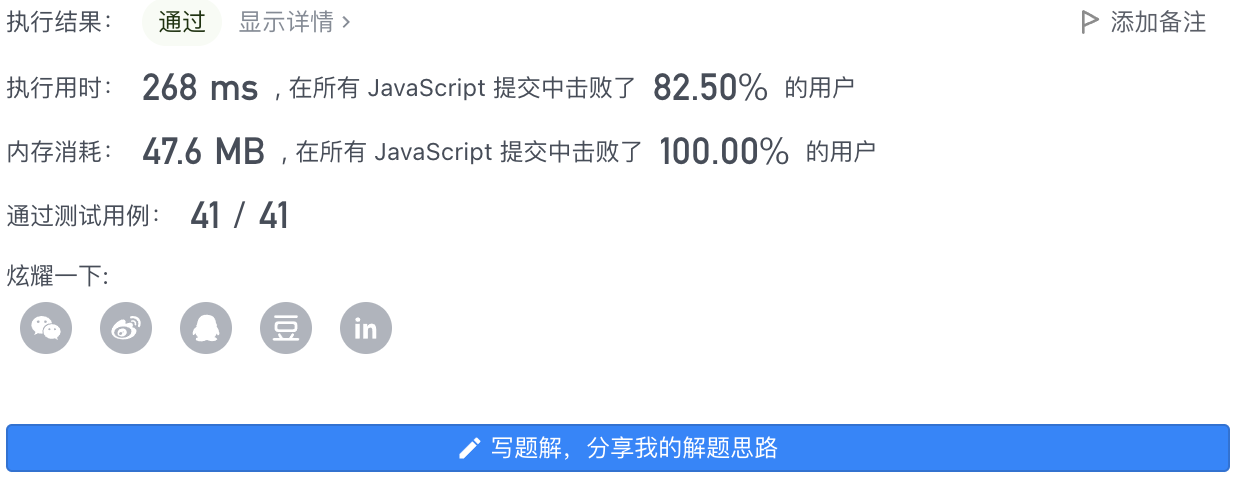 执行结果： 通过 显示详情 > 添加备注
执行用时： 268 ms , 在所有 JavaScript 提交中击败了 82.50% 的用户
内存消耗： 47.6 MB , 在所有 JavaScript 提交中击败了 100.00% 的用户
通过测试用例： 41 / 41
炫耀一下:
豆 in
写题解，分享我的解题思路